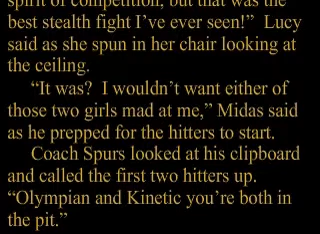 spirit of competition, but that was the
best stealth fight I’ve ever seen!”  Lucy
said as she spun in her chair looking at
the ceiling.
“It was?  I wouldn’t want either of
those two girls mad at me,” Midas said
as he prepped for the hitters to start.
Coach Spurs looked at his clipboard
and called the first two hitters up.
“Olympian and Kinetic you’re both in
the pit.”